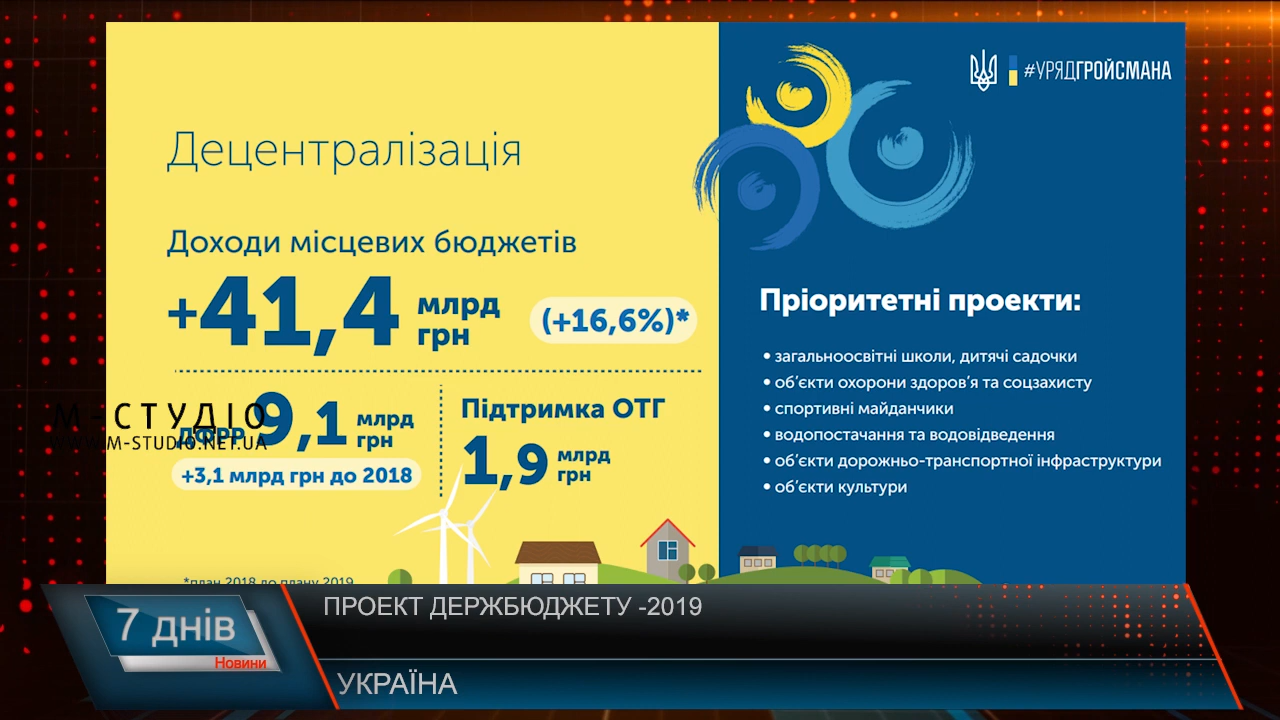 #УРЯДГРОЙСМАНА
Децентралізація
Доходи місцевих бюджетів
+41,4 млрд грн (+16,6%)*
ДФРР 9,1 млрд грн
+3,1 млрд грн до 2018
Підтримка ОТГ
1,9 млрд грн
*план 2018 до плану 2019
Пріоритетні проекти:
• загальноосвітні школи, дитячі садочки
• об'єкти охорони здоров'я та соцзахисту
• спортивні майданчики
• водопостачання та водовідведення
• об'єкти дорожньо-транспортної інфраструктури
• об'єкти культури
М-СТУДІО
WWW.M-STUDIO.NET.UA
7 днів
Новини
ПРОЕКТ ДЕРЖБЮДЖЕТУ -2019
УКРАЇНА